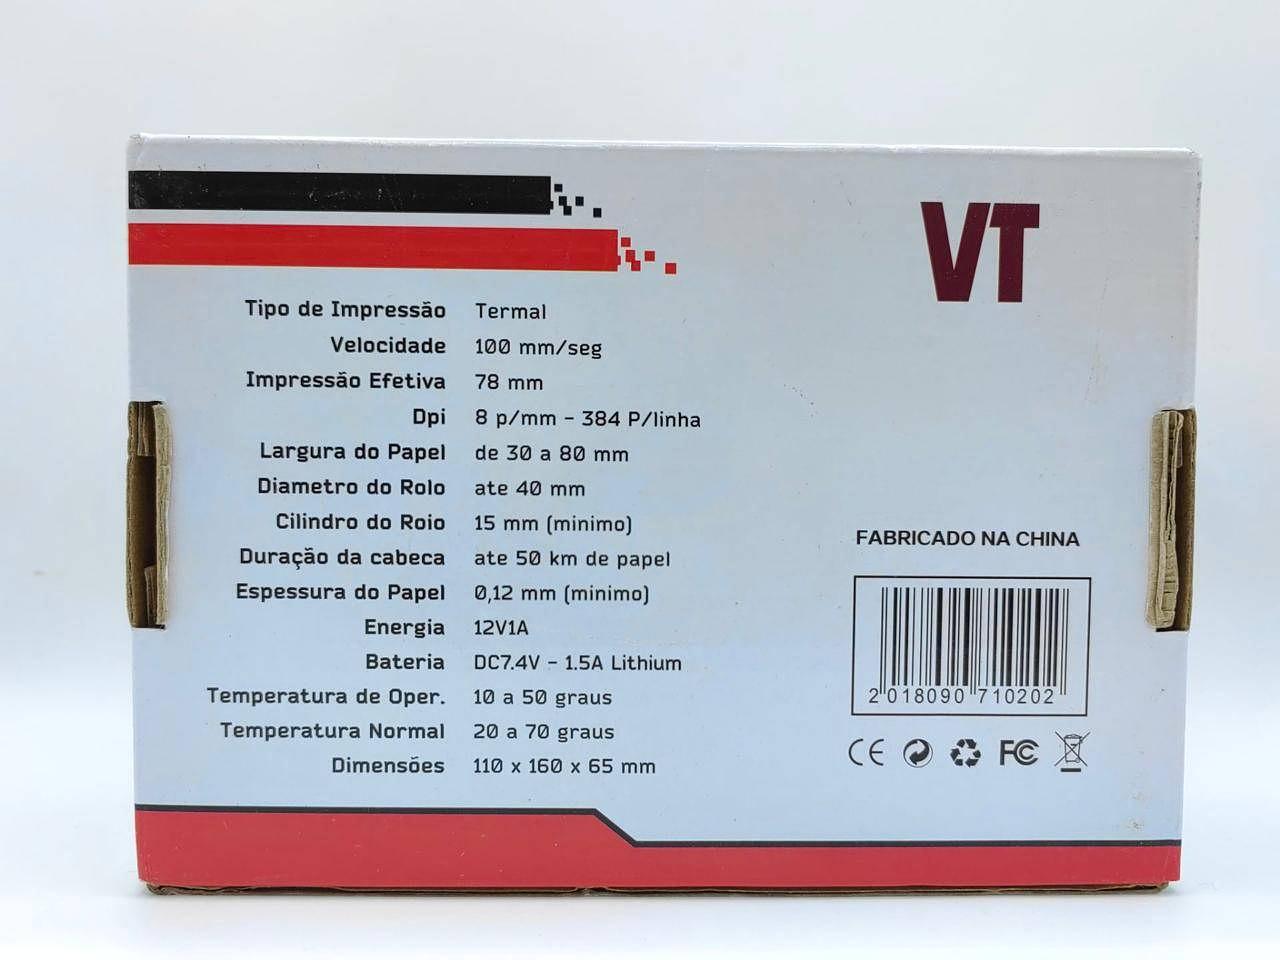 VT
Tipo de Impressão Termal
Velocidade 100 mm/seg
Impressão Efetiva 78 mm
Dpi 8 p/mm - 384 P/linha
Largura do Papel de 30 a 80 mm
Diametro do Rolo ate 40 mm
Cilindro do Roio 15 mm (minimo)
Duração da cabeca ate 50 km de papel
Espessura do Papel 0,12 mm (minimo)
Energia 12V1A
Bateria DC7.4V - 1.5A Lithium
Temperatura de Oper. 10 a 50 graus
Temperatura Normal 20 a 70 graus
Dimensões 110 x 160 x 65 mm
FABRICADO NA CHINA
2 018090 710202
CE FC